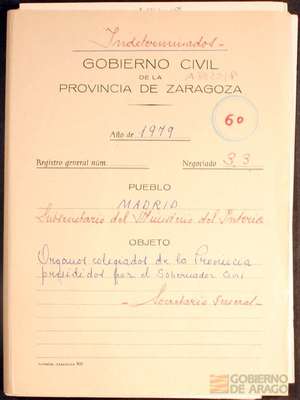 Indeterminados.-
GOBIERNO CIVIL
DE LA
PROVINCIA DE ZARAGOZA
60
Año de 1979
Registro general núm. Negociado 3.3
PUEBLO
MADRID
Subsecretario del Ministerio del Interior
OBJETO
Organos colegiados de la Provincia
presididos por el Gobernador Civil
- Secretario General -
GOBIERNO
DE ARAGON